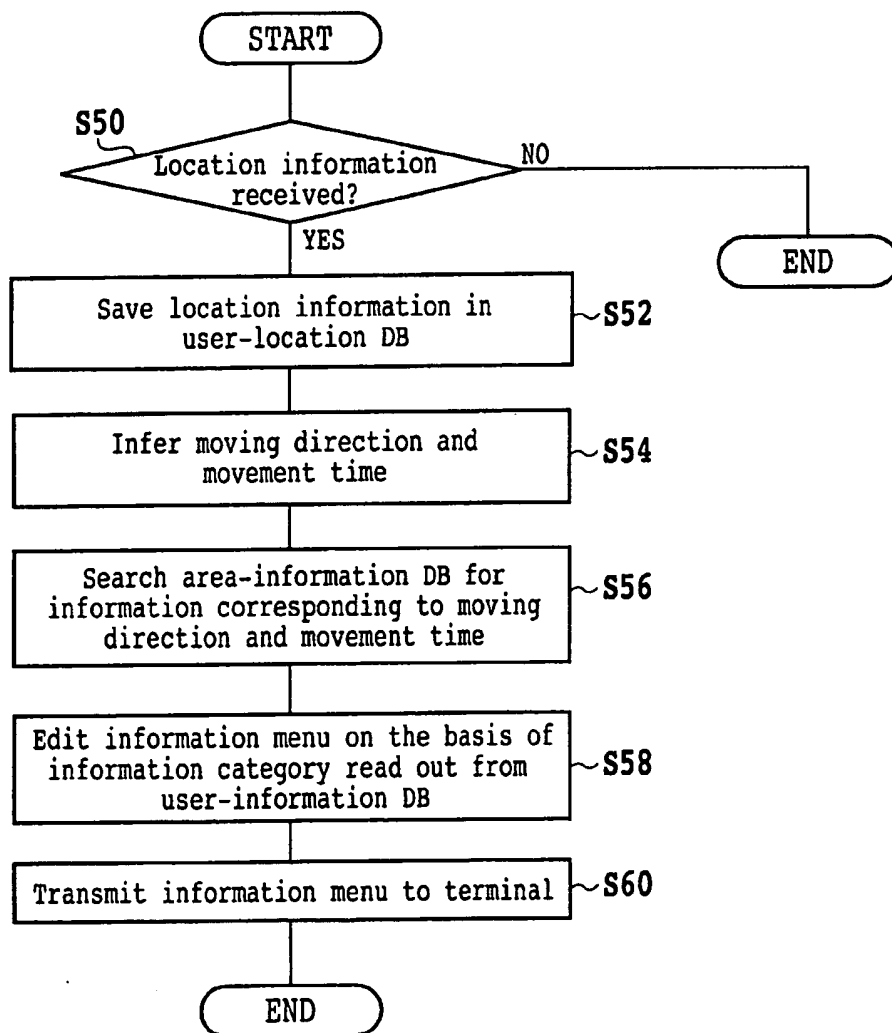 START
S50
Location information
received?
NO
YES
END
Save location information in
user-location DB
S52
Infer moving direction and
movement time
S54
Search area-information DB for
information corresponding to moving
direction and movement time
S56
Edit information menu on the basis of
information category read out from
user-information DB
S58
Transmit information menu to terminal
S60
END